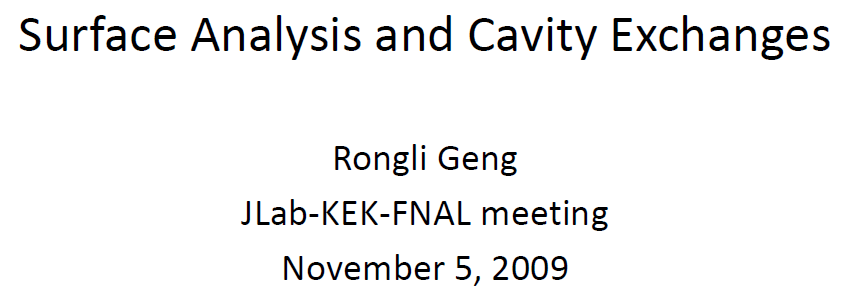 Surface Analysis and Cavity Exchanges
Rongli Geng
JLab-KEK-FNAL meeting
November 5, 2009